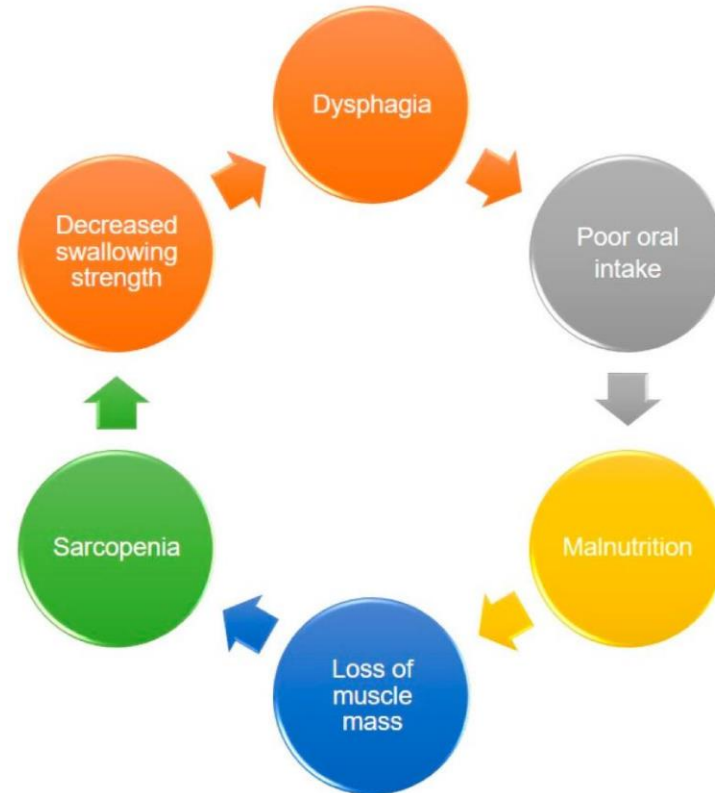 Dysphagia
Poor oral
intake
Malnutrition
Loss of
muscle
mass
Sarcopenia
Decreased
swallowing
strength